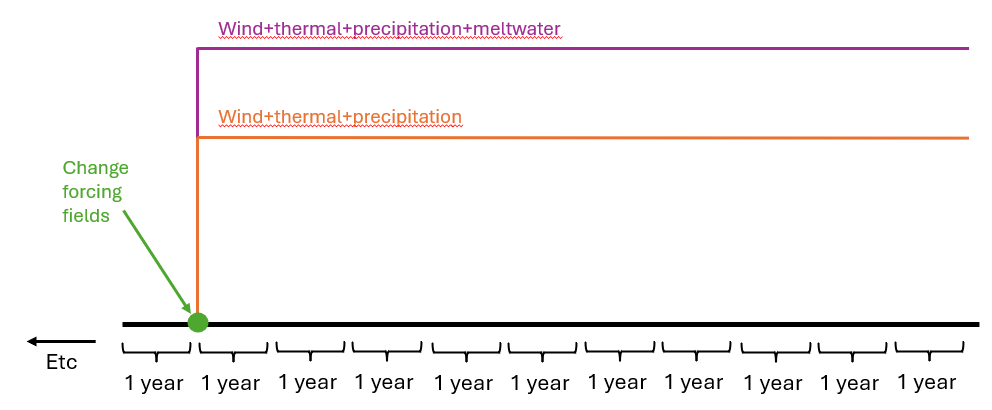 Wind+thermal+precipitation+meltwater
Wind+thermal+precipitation
Change
forcing
fields
Etc
1 year 1 year 1 year 1 year 1 year 1 year 1 year 1 year 1 year 1 year 1 year